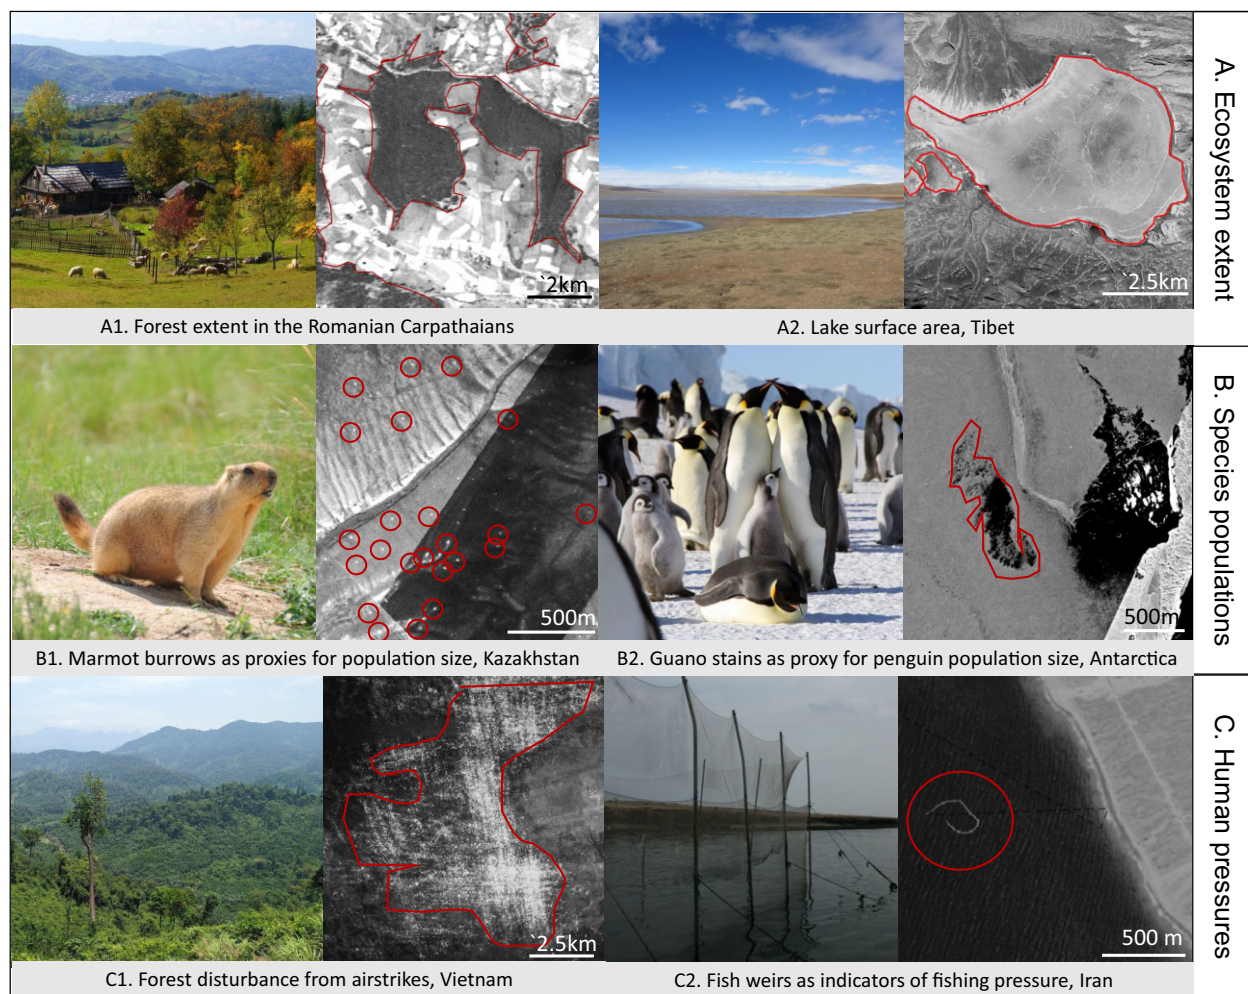 `2km
`2.5km
A. Ecosystem extent
A1. Forest extent in the Romanian Carpathaians
A2. Lake surface area, Tibet
500m
500m
B. Species populations
B1. Marmot burrows as proxies for population size, Kazakhstan
B2. Guano stains as proxy for penguin population size, Antarctica
`2.5km
500 m
C. Human pressures
C1. Forest disturbance from airstrikes, Vietnam
C2. Fish weirs as indicators of fishing pressure, Iran